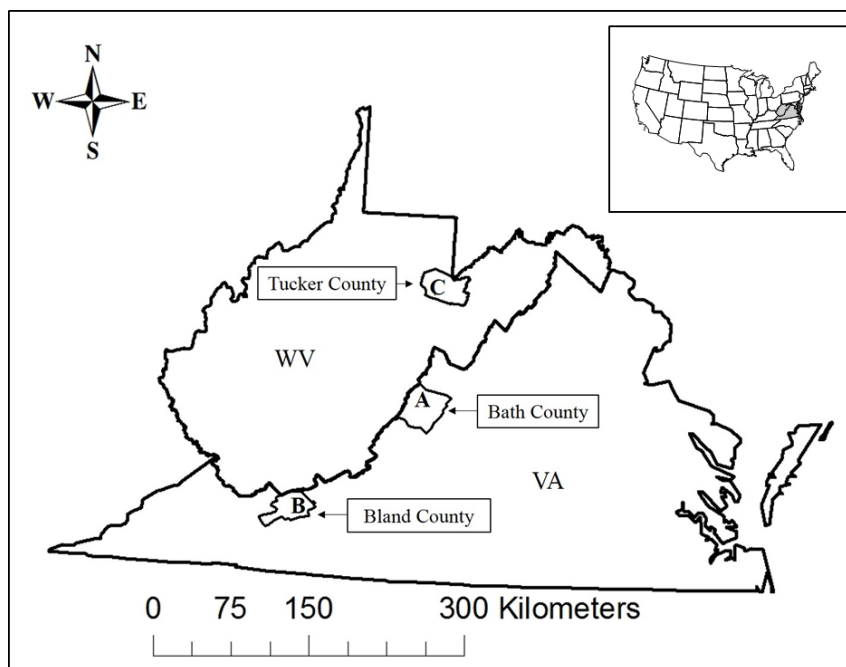 N
W E
S
Tucker County
C
WV
A
Bath County
VA
B
Bland County
0 75 150 300 Kilometers